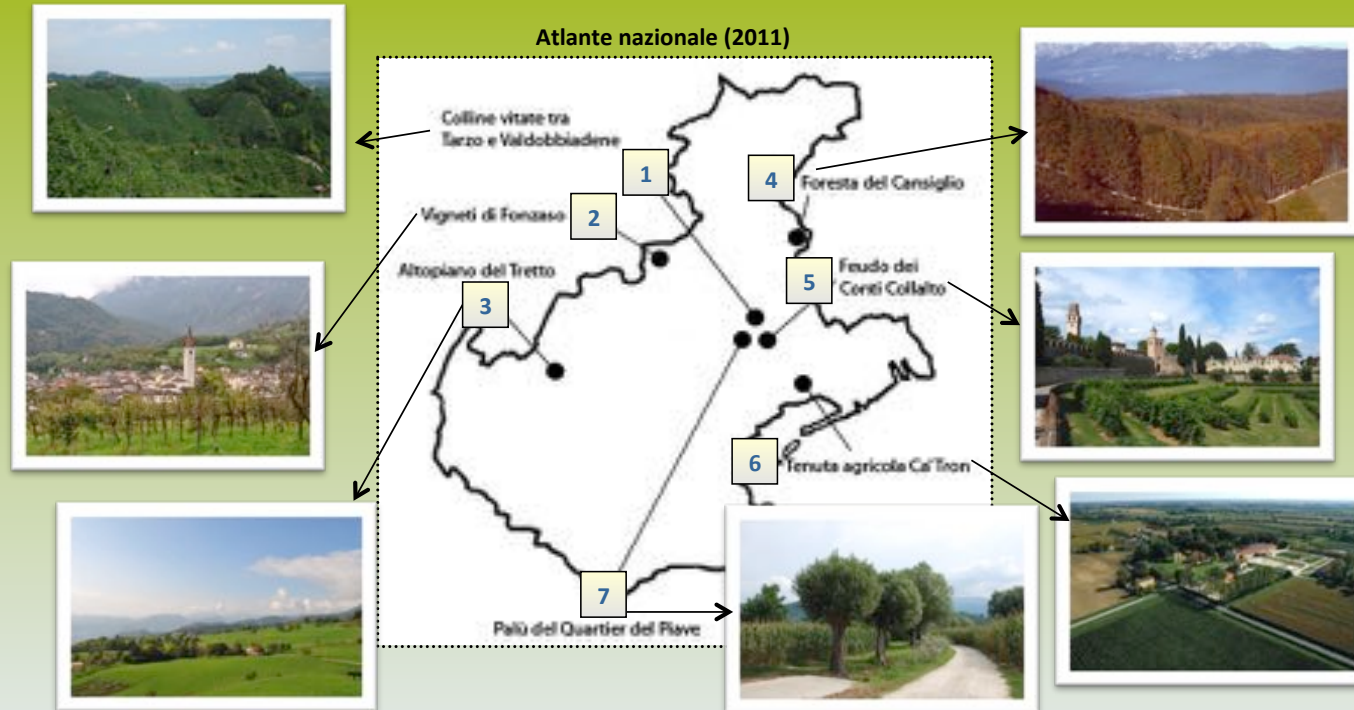 Atlante nazionale (2011)
Colline vitate tra
Tarzo e Valdobbiadene
1
4
Foresta del Cansiglio
Vigneti di Fonzaso
2
Altopiano del Tretto
3
5
Feudo dei
Conti Collalto
6
Tenuta agricola Ca'Tron
7
Palù del Quartier del Piave